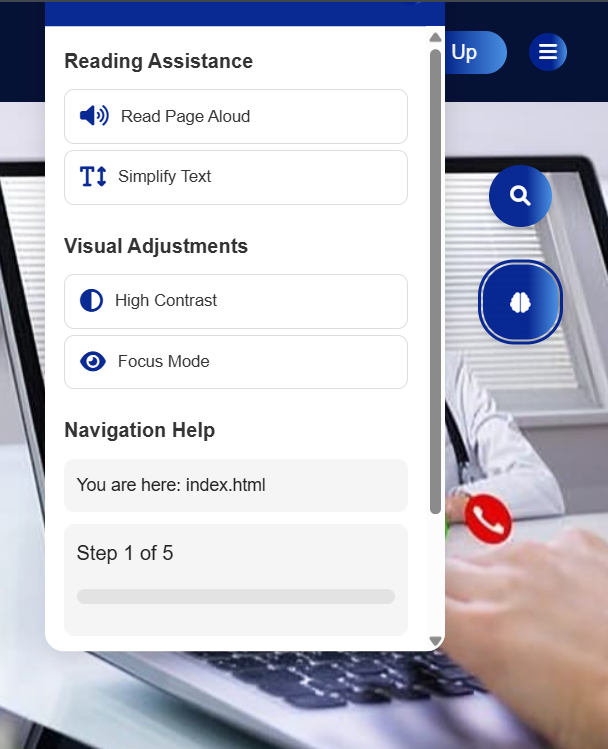 Up
Reading Assistance
Read Page Aloud
Simplify Text
Visual Adjustments
High Contrast
Focus Mode
Navigation Help
You are here: index.html
Step 1 of 5